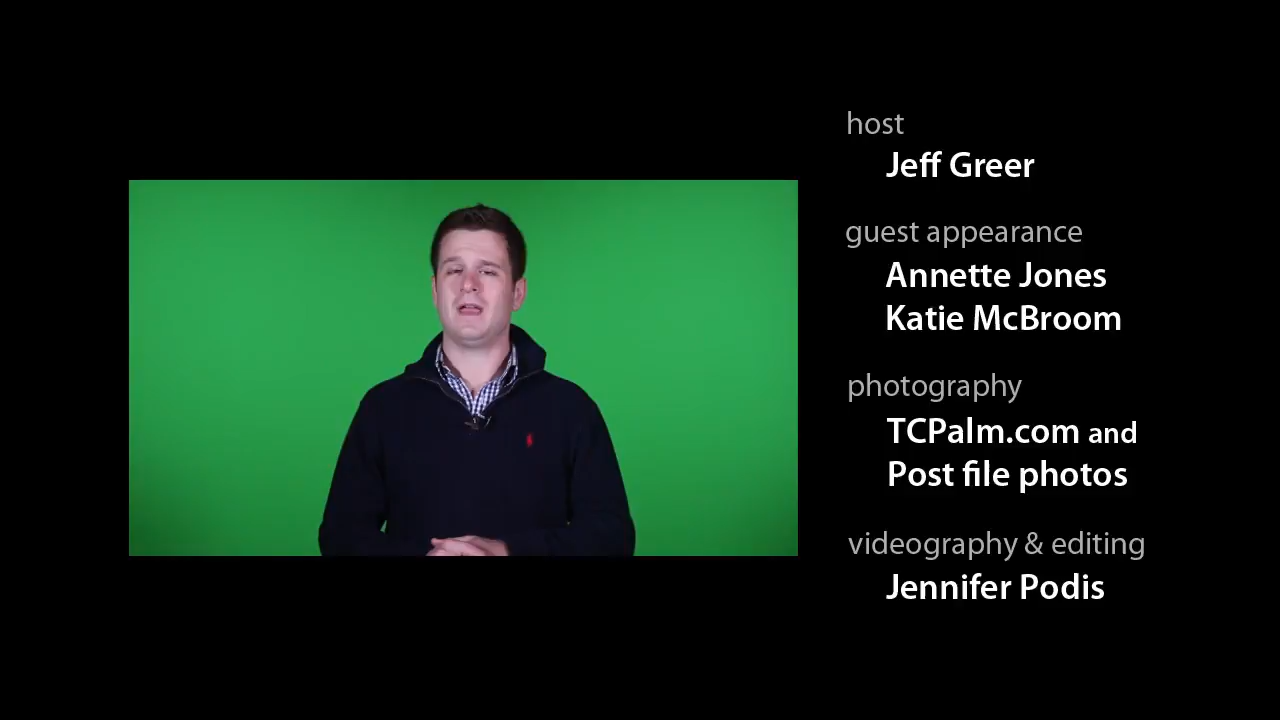 host
Jeff Greer
guest appearance
Annette Jones
Katie McBroom
photography
TCPalm.com and
Post file photos
videography & editing
Jennifer Podis